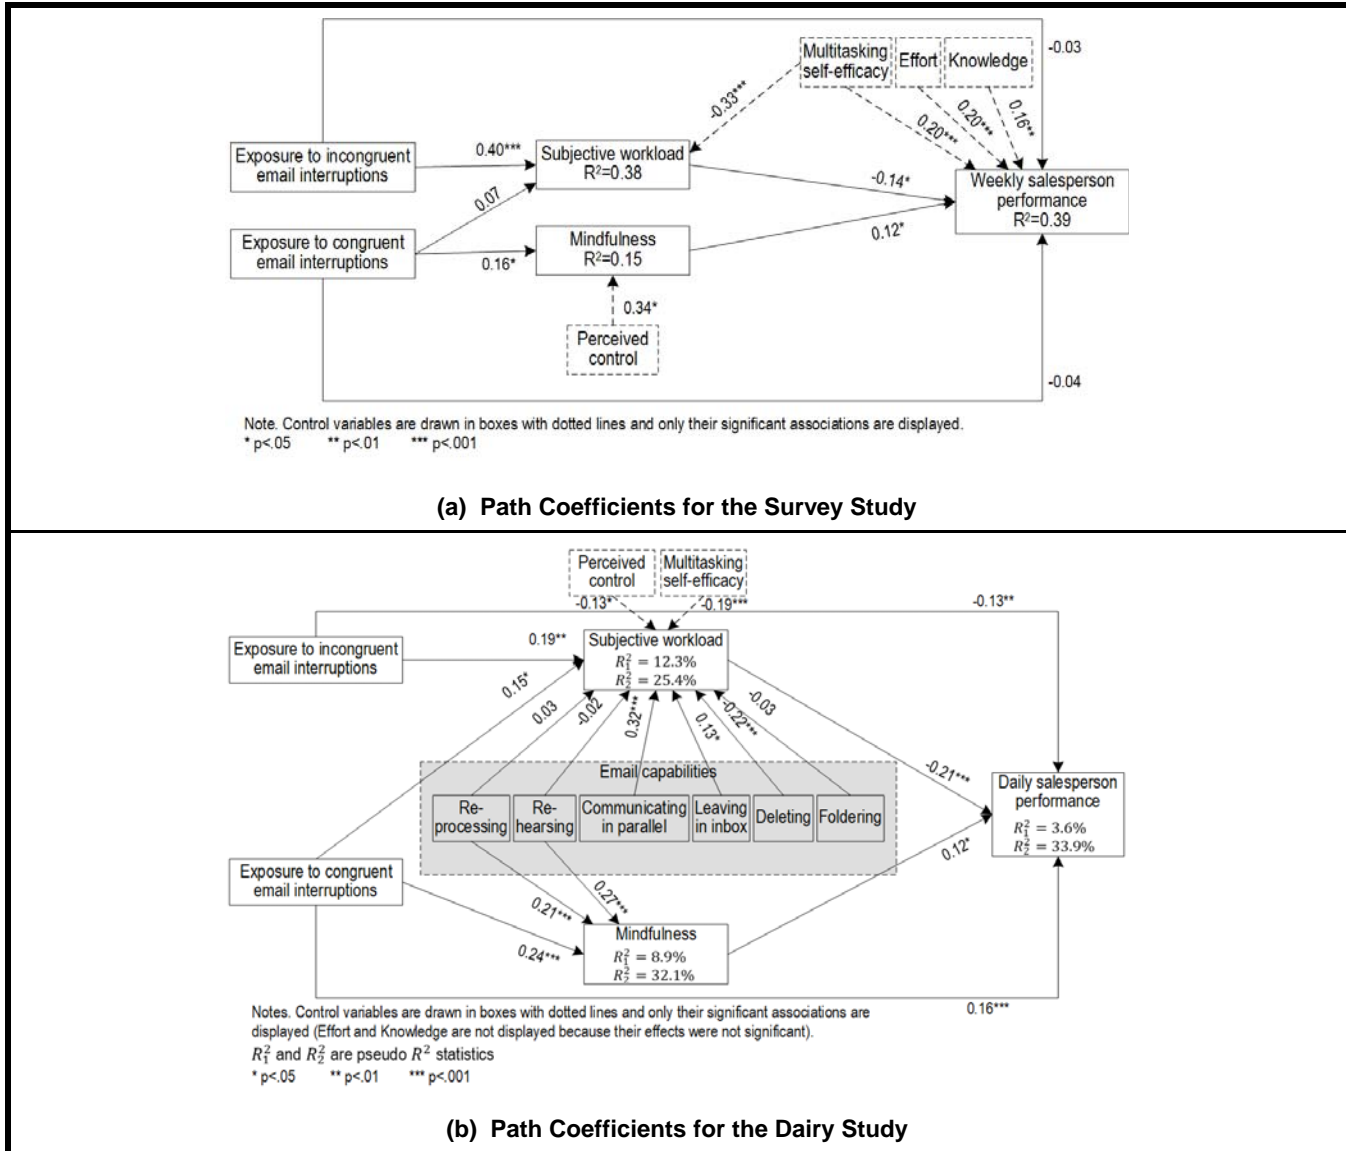 -0.03
Multitasking
self-efficacy
Effort
Knowledge
-0.33***
0.20***
0.20***
0.16**
Exposure to incongruent
email interruptions
0.40***
Subjective workload
R²=0.38
-0.14*
Weekly salesperson
performance
R²=0.39
0.07
Exposure to congruent
email interruptions
0.16*
Mindfulness
R²=0.15
0.12*
0.34*
Perceived
control
-0.04
Note. Control variables are drawn in boxes with dotted lines and only their significant associations are displayed.
* p<.05 ** p<.01 *** p<.001
(a) Path Coefficients for the Survey Study
Perceived
control
Multitasking
self-efficacy
-0.13*
-0.19***
-0.13**
Exposure to incongruent
email interruptions
0.19**
Subjective workload
R₁² = 12.3%
R₂² = 25.4%
0.15*
0.03
-0.02
0.32***
0.13*
-0.22***
-0.03
Email capabilities
Re-
processing
Re-
hearsing
Communicating
in parallel
Leaving
in inbox
Deleting
Foldering
-0.21***
Daily salesperson
performance
R₁² = 3.6%
R₂² = 33.9%
0.12*
Exposure to congruent
email interruptions
0.21***
0.27***
0.24***
Mindfulness
R₁² = 8.9%
R₂² = 32.1%
0.16***
Notes. Control variables are drawn in boxes with dotted lines and only their significant associations are
displayed (Effort and Knowledge are not displayed because their effects were not significant).
R₁² and R₂² are pseudo R² statistics
* p<.05 ** p<.01 *** p<.001
(b) Path Coefficients for the Dairy Study